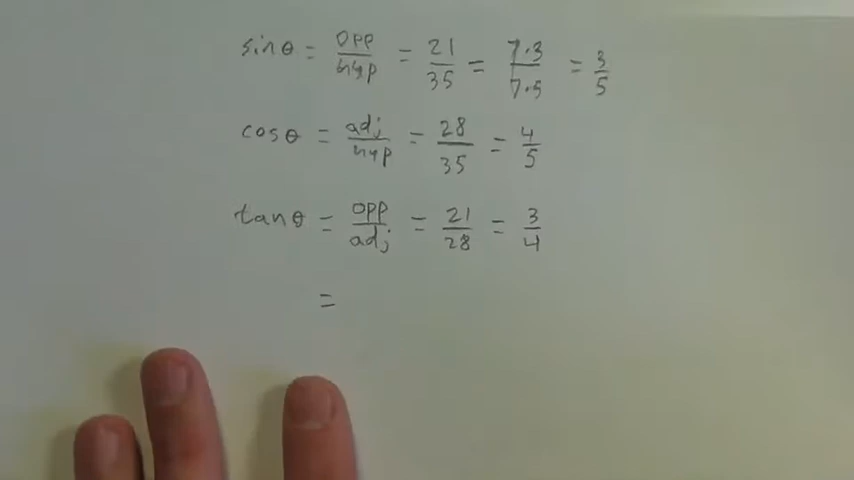 sinθ = opp/hyp = 21/35 = 7·3/7·5 = 3/5
cosθ = adj/hyp = 28/35 = 4/5
tanθ = opp/adj = 21/28 = 3/4
=